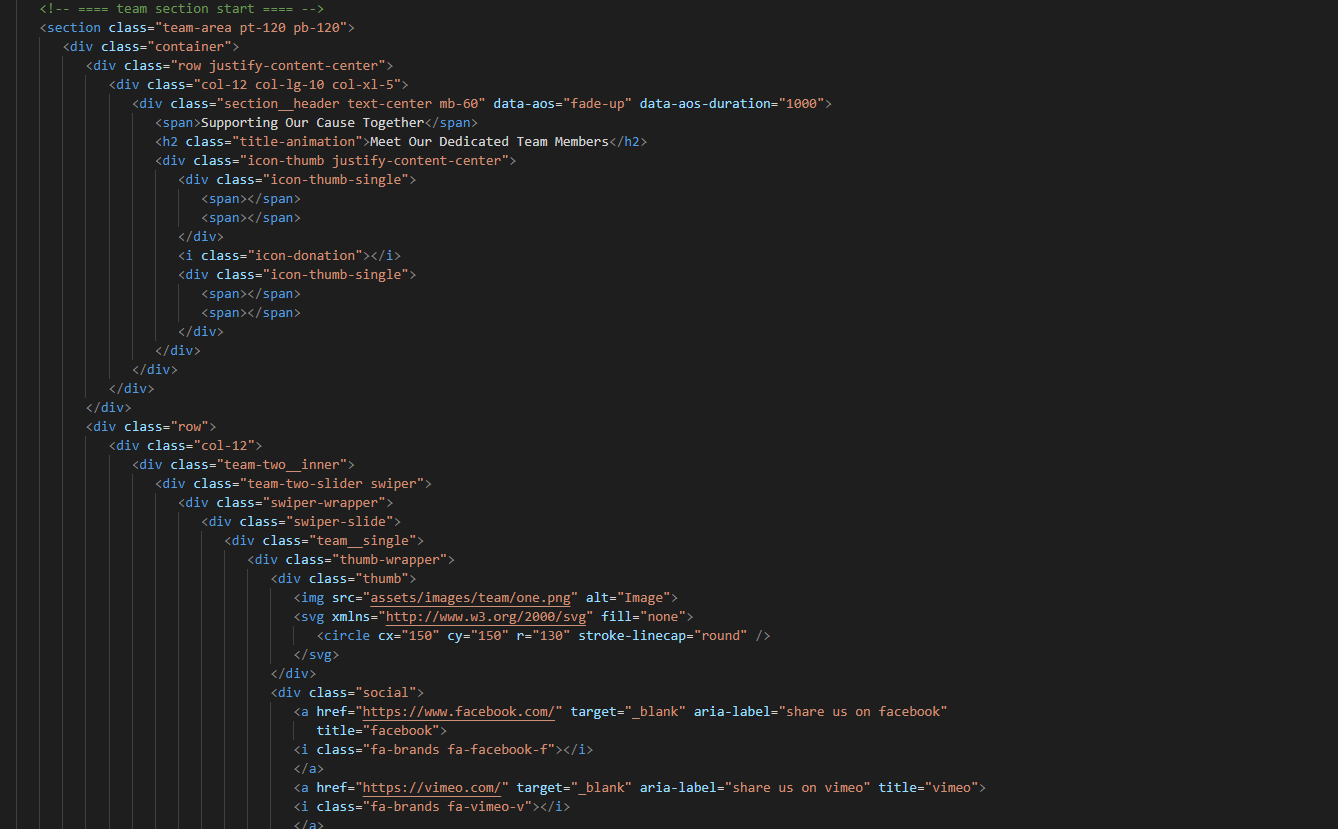 <!-- ==== team section start ==== -->
<section class="team-area pt-120 pb-120">
<div class="container">
<div class="row justify-content-center">
<div class="col-12 col-lg-10 col-xl-5">
<div class="section__header text-center mb-60" data-aos="fade-up" data-aos-duration="1000">
<span>Supporting Our Cause Together</span>
<h2 class="title-animation">Meet Our Dedicated Team Members</h2>
<div class="icon-thumb justify-content-center">
<div class="icon-thumb-single">
<span></span>
<span></span>
</div>
<i class="icon-donation"></i>
<div class="icon-thumb-single">
<span></span>
<span></span>
</div>
</div>
</div>
</div>
</div>
<div class="row">
<div class="col-12">
<div class="team-two__inner">
<div class="team-two-slider swiper">
<div class="swiper-wrapper">
<div class="swiper-slide">
<div class="team__single">
<div class="thumb-wrapper">
<div class="thumb">
<img src="assets/images/team/one.png" alt="Image">
<svg xmlns="http://www.w3.org/2000/svg" fill="none">
<circle cx="150" cy="150" r="130" stroke-linecap="round" />
</svg>
</div>
<div class="social">
<a href="https://www.facebook.com/" target="_blank" aria-label="share us on facebook"
title="facebook">
<i class="fa-brands fa-facebook-f"></i>
</a>
<a href="https://vimeo.com/" target="_blank" aria-label="share us on vimeo" title="vimeo">
<i class="fa-brands fa-vimeo-v"></i>
</a>